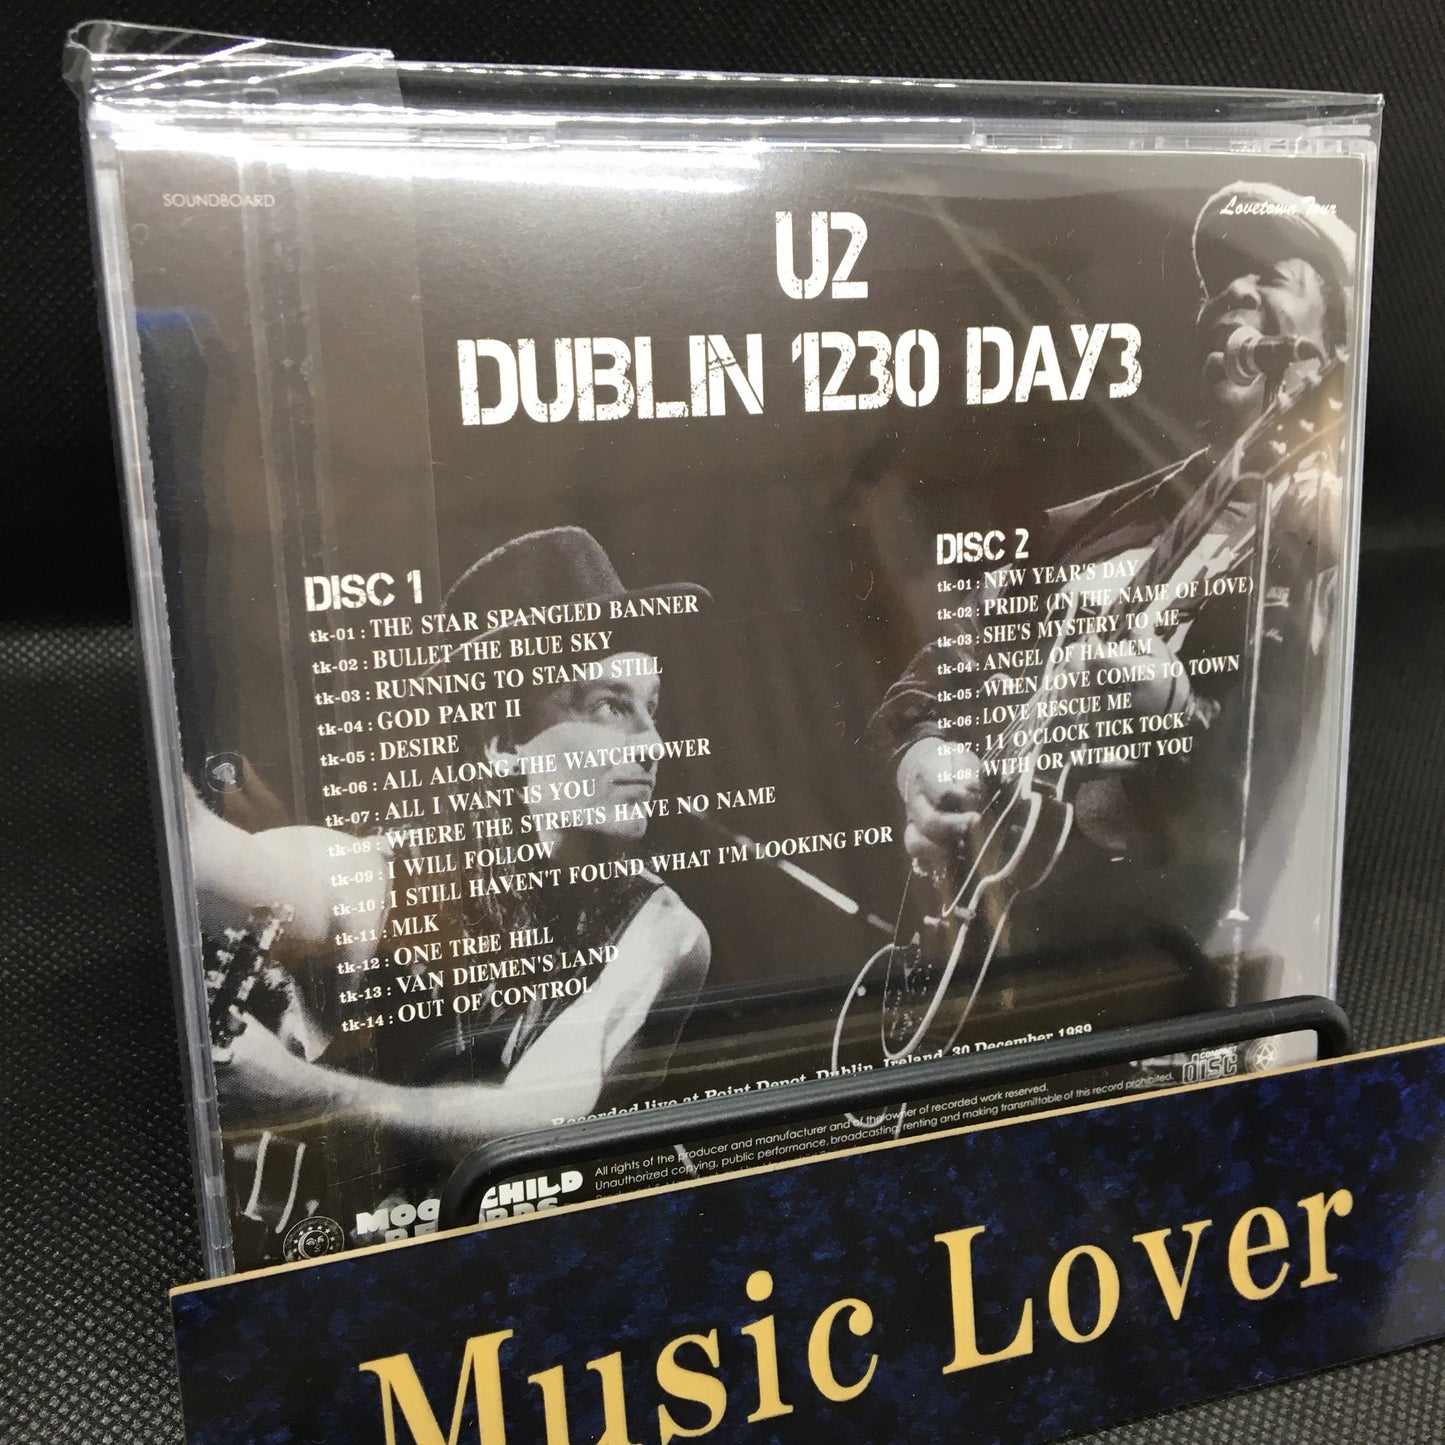 SOUNDBOARD
Lovetown Tour
U2
DUBLIN 1230 DAY3
DISC 1
tk-01 : THE STAR SPANGLED BANNER
tk-02 : BULLET THE BLUE SKY
tk-03 : RUNNING TO STAND STILL
tk-04 : GOD PART II
tk-05 : DESIRE
tk-06 : ALL ALONG THE WATCHTOWER
tk-07 : ALL I WANT IS YOU
tk-08 : WHERE THE STREETS HAVE NO NAME
tk-09 : I WILL FOLLOW
tk-10 : I STILL HAVEN'T FOUND WHAT I'M LOOKING FOR
tk-11 : MLK
tk-12 : ONE TREE HILL
tk-13 : VAN DIEMEN'S LAND
tk-14 : OUT OF CONTROL
DISC 2
tk-01 : NEW YEAR'S DAY
tk-02 : PRIDE (IN THE NAME OF LOVE)
tk-03 : SHE'S MYSTERY TO ME
tk-04 : ANGEL OF HARLEM
tk-05 : WHEN LOVE COMES TO TOWN
tk-06 : LOVE RESCUE ME
tk-07 : 11 O'CLOCK TICK TOCK
tk-08 : WITH OR WITHOUT YOU
Recorded live at Point Depot, Dublin, Ireland, 30 December 1989
COMPACT
disc
All rights of the producer and manufacturer and of the owner of recorded work reserved.
Unauthorized copying, public performance, broadcasting, renting and making transmittable of this record prohibited.
CHILD
Music Lover